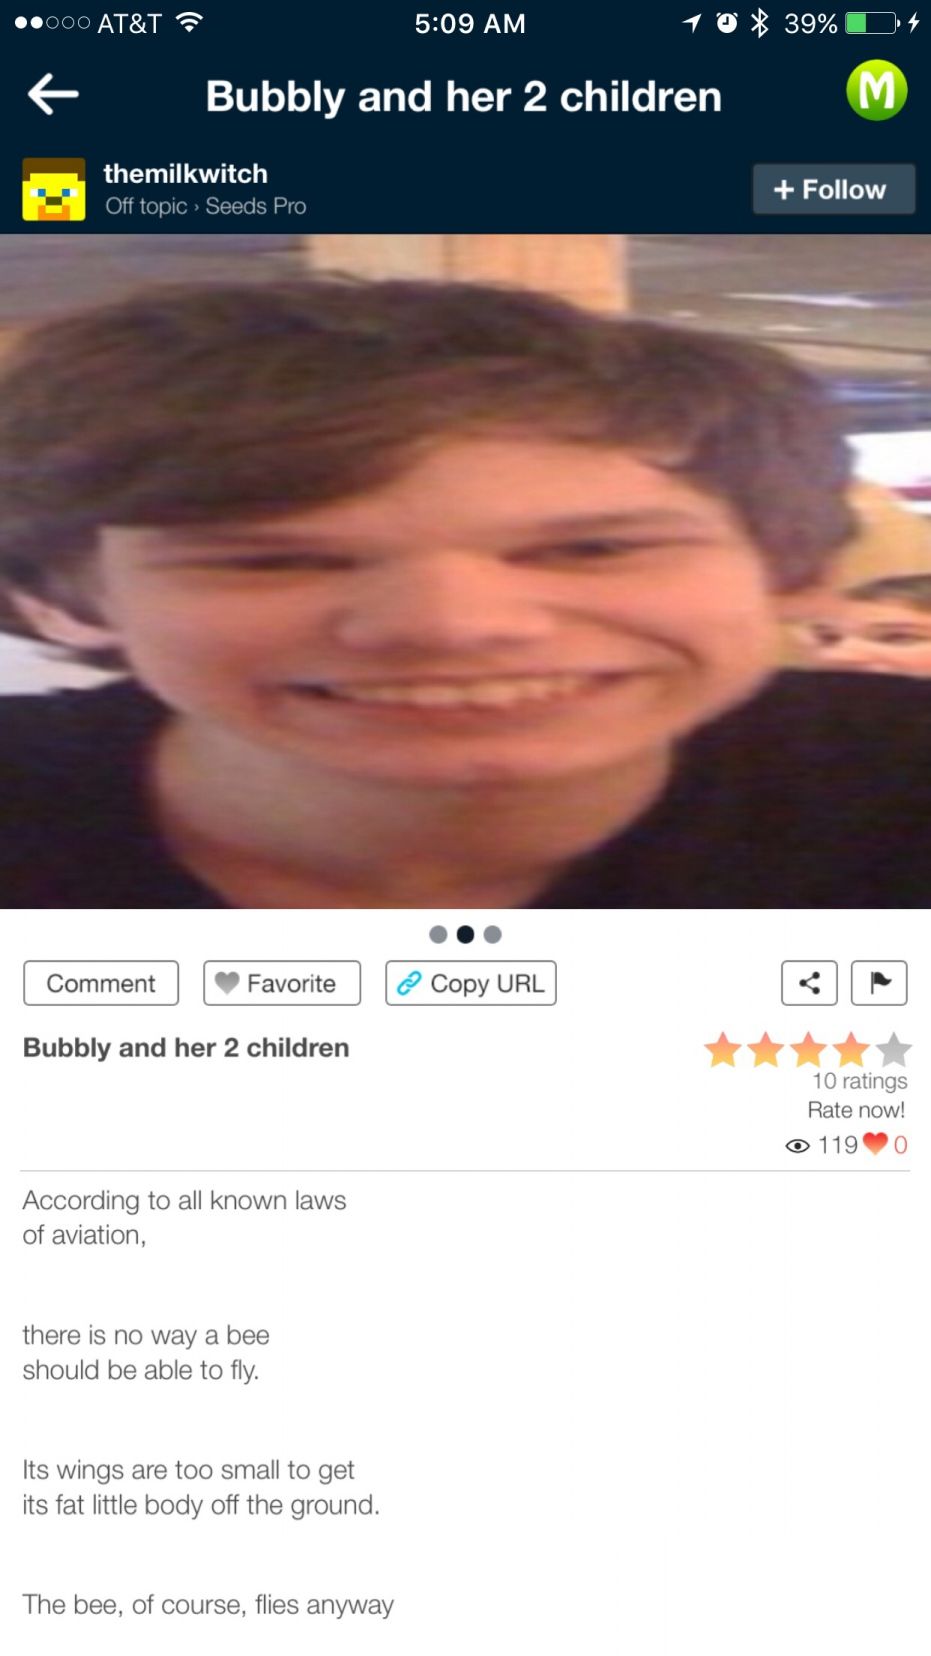 AT&T 5:09 AM 39%
Bubbly and her 2 children
M
themilkwitch
Off topic › Seeds Pro
+ Follow
Comment Favorite Copy URL
Bubbly and her 2 children
10 ratings
Rate now!
119 0
According to all known laws
of aviation,
there is no way a bee
should be able to fly.
Its wings are too small to get
its fat little body off the ground.
The bee, of course, flies anyway